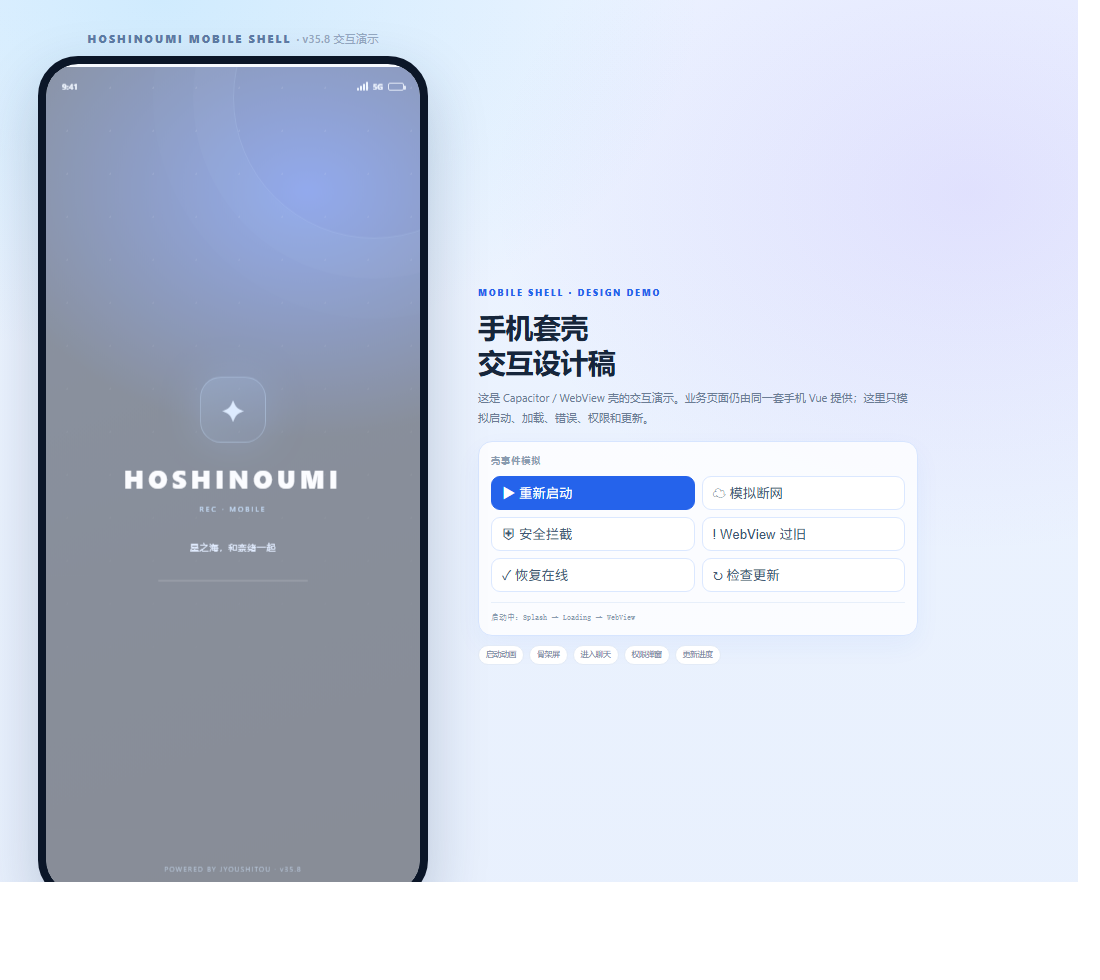 HOSHINOUMI MOBILE SHELL · v35.8 交互演示
9:41
5G
HOSHINOUMI
REC · MOBILE
星之海，和奈绪一起
POWERED BY JYOUSHITOU v35.8
MOBILE SHELL · DESIGN DEMO
手机套壳
交互设计稿
这是 Capacitor / WebView 壳的交互演示。业务页面仍由同一套手机 Vue 提供；这里只模
拟启动、加载、错误、权限和更新。
壳事件模拟
▶ 重新启动
模拟断网
⛨ 安全拦截
! WebView 过旧
✓ 恢复在线
↻ 检查更新
启动中：Splash → Loading → WebView
启动动画
骨架屏
进入聊天
权限弹窗
更新进度